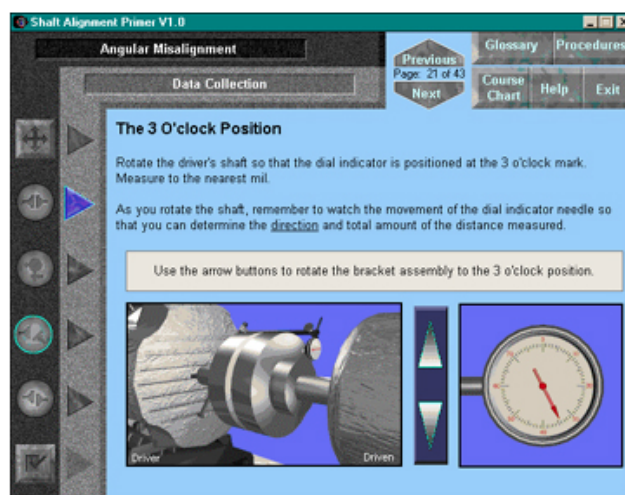 Shaft Alignment Primer V1.0
Angular Misalignment
Data Collection
Previous
Page: 21 of 43
Next
Glossary
Procedures
Course
Chart
Help
Exit
The 3 O'clock Position
Rotate the driver's shaft so that the dial indicator is positioned at the 3 o'clock mark.
Measure to the nearest mil.
As you rotate the shaft, remember to watch the movement of the dial indicator needle so
that you can determine the direction and total amount of the distance measured.
Use the arrow buttons to rotate the bracket assembly to the 3 o'clock position.
Driver
Driven